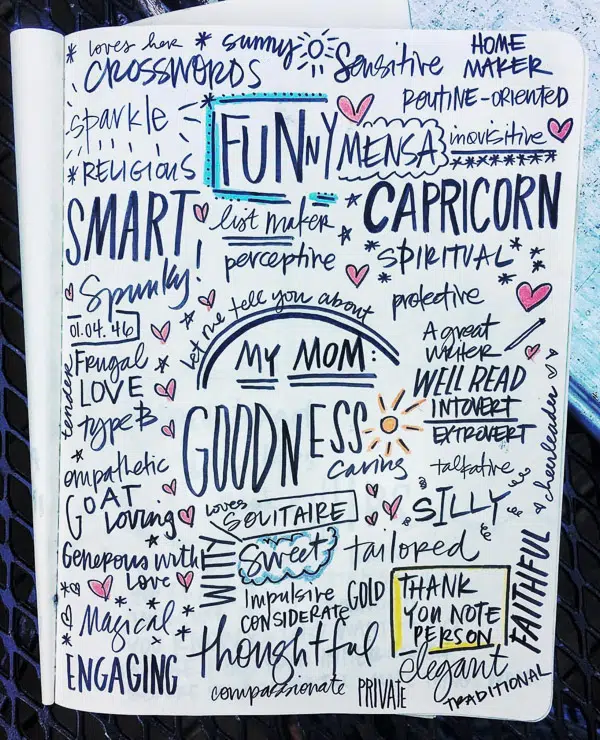 loves her
CROSSWORDS
sunny
Sensitive
HOME
MAKER
ROUTINE-ORIENTED
sparkle
FUNNY
MENSA
inquisitive
RELIGIOUS
SMART
list maker
CAPRICORN
perceptive
SPIRITUAL
Spunky!
protective
01.04.46
let me tell you about
MY MOM:
A great
WRITER
tender
Frugal
LOVE
type B
GOODNESS
WELL READ
INTOVERT
EXTROVERT
caring
talkative
cheerleader
empathetic
GOAT
loving
loves
SOLITAIRE
SILLY
Generous with
Love
WITTY
Sweet
tailored
FAITHFUL
Magical
Impulsive
CONSIDERATE
GOLD
THANK
YOU NOTE
PERSON
thoughtful
ENGAGING
compassionate
PRIVATE
elegant
TRADITIONAL